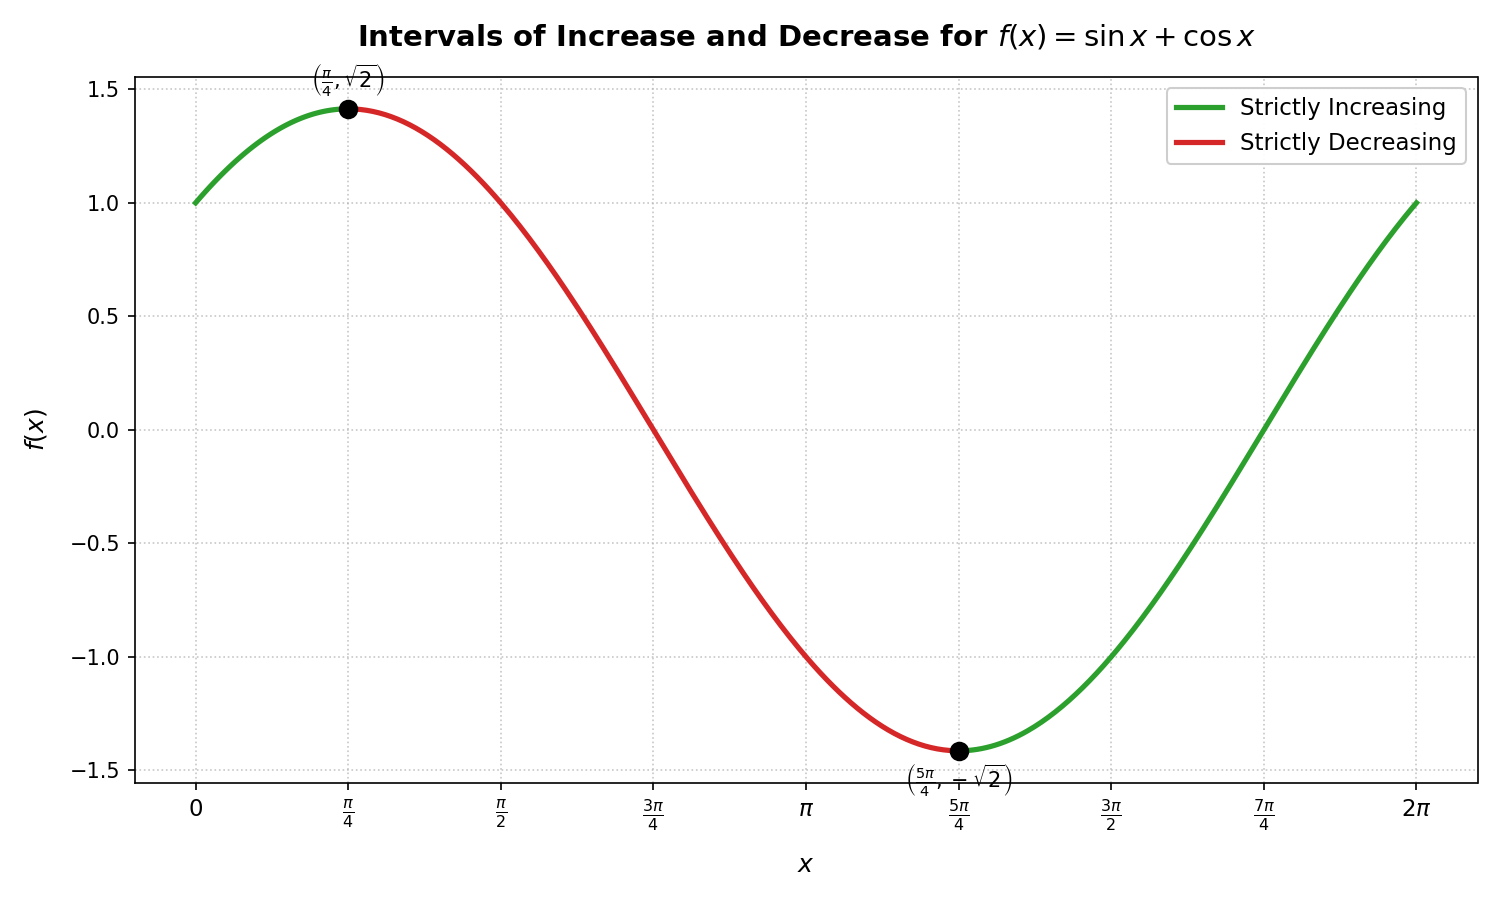 Intervals of Increase and Decrease for f(x) = sin x + cos x
(π/4, √2)
Strictly Increasing
Strictly Decreasing
1.5
1.0
0.5
0.0
−0.5
−1.0
−1.5
f(x)
(5π/4, −√2)
0 π/4 π/2 3π/4 π 5π/4 3π/2 7π/4 2π
x